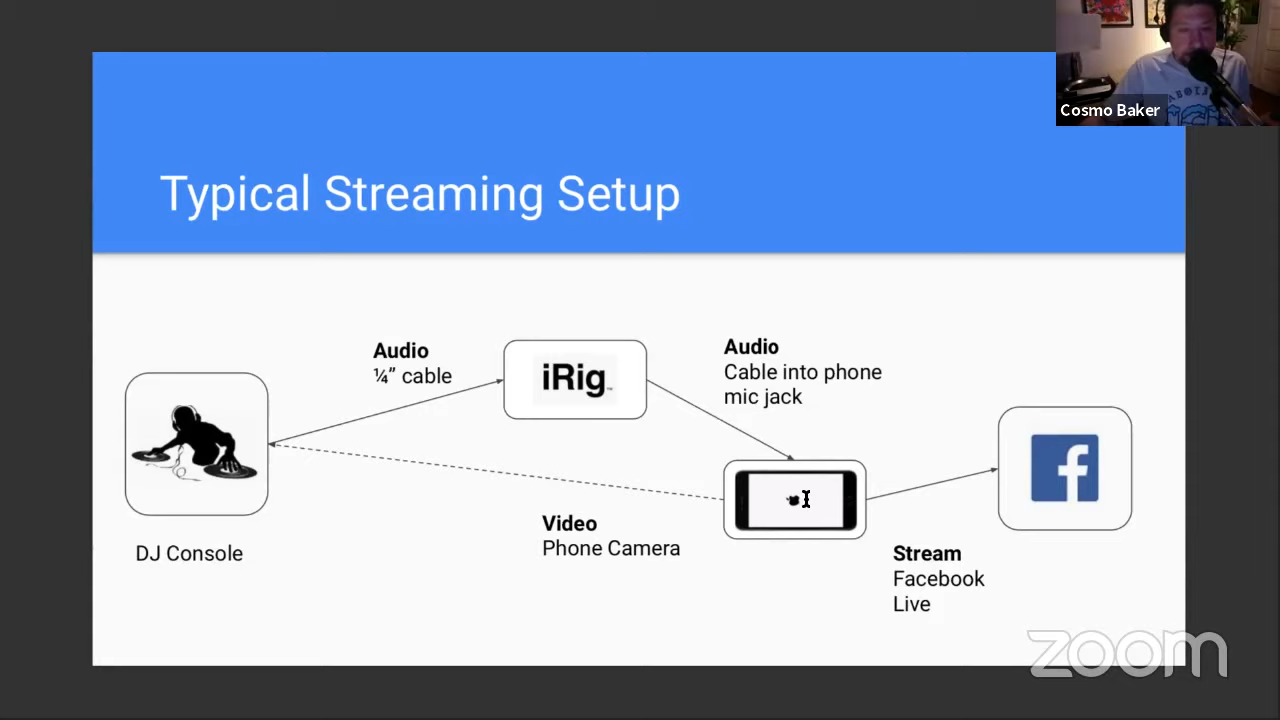 Cosmo Baker
Typical Streaming Setup
Audio
¼” cable
iRig
Audio
Cable into phone
mic jack
DJ Console
Video
Phone Camera
Stream
Facebook
Live
zoom